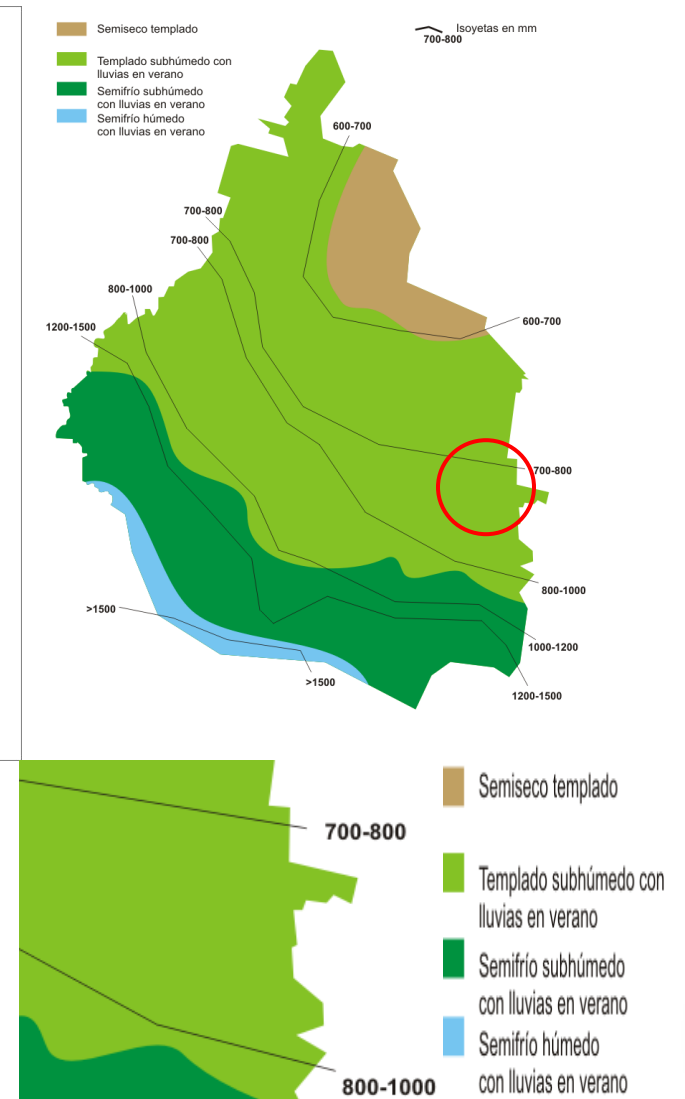 Semiseco templado
Templado subhúmedo con
lluvias en verano
Semifrío subhúmedo
con lluvias en verano
Semifrío húmedo
con lluvias en verano
Isoyetas en mm
700-800
600-700
700-800
700-800
800-1000
1200-1500
600-700
700-800
800-1000
>1500
1000-1200
>1500
1200-1500
700-800
800-1000
Semiseco templado
Templado subhúmedo con
lluvias en verano
Semifrío subhúmedo
con lluvias en verano
Semifrío húmedo
con lluvias en verano